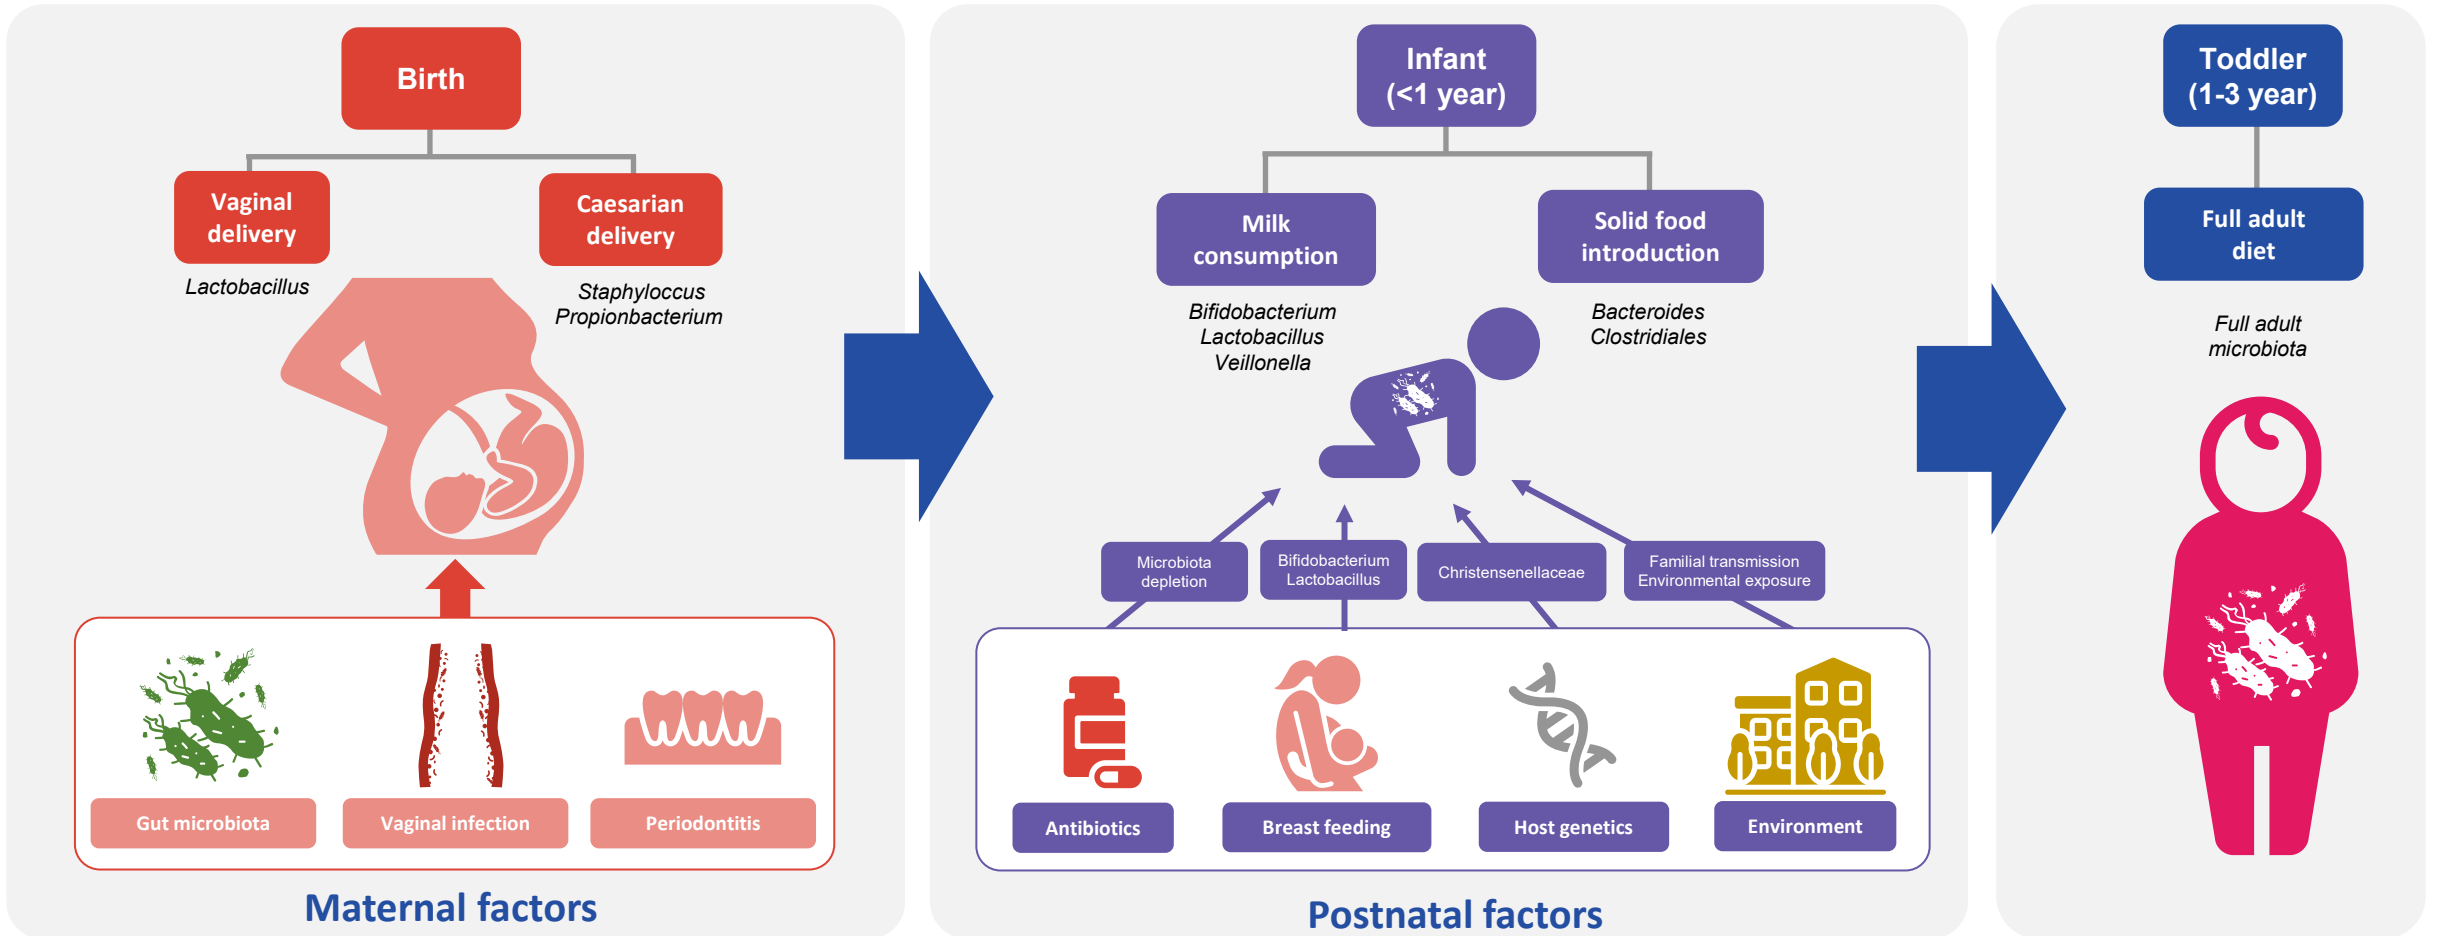 Birth
Vaginal
delivery
Lactobacillus
Caesarian
delivery
Staphyloccus
Propionbacterium
Gut microbiota
Vaginal infection
Periodontitis
Maternal factors
Infant
(<1 year)
Milk
consumption
Bifidobacterium
Lactobacillus
Veillonella
Solid food
introduction
Bacteroides
Clostridiales
Microbiota
depletion
Bifidobacterium
Lactobacillus
Christensenellaceae
Familial transmission
Environmental exposure
Antibiotics
Breast feeding
Host genetics
Environment
Postnatal factors
Toddler
(1-3 year)
Full adult
diet
Full adult
microbiota